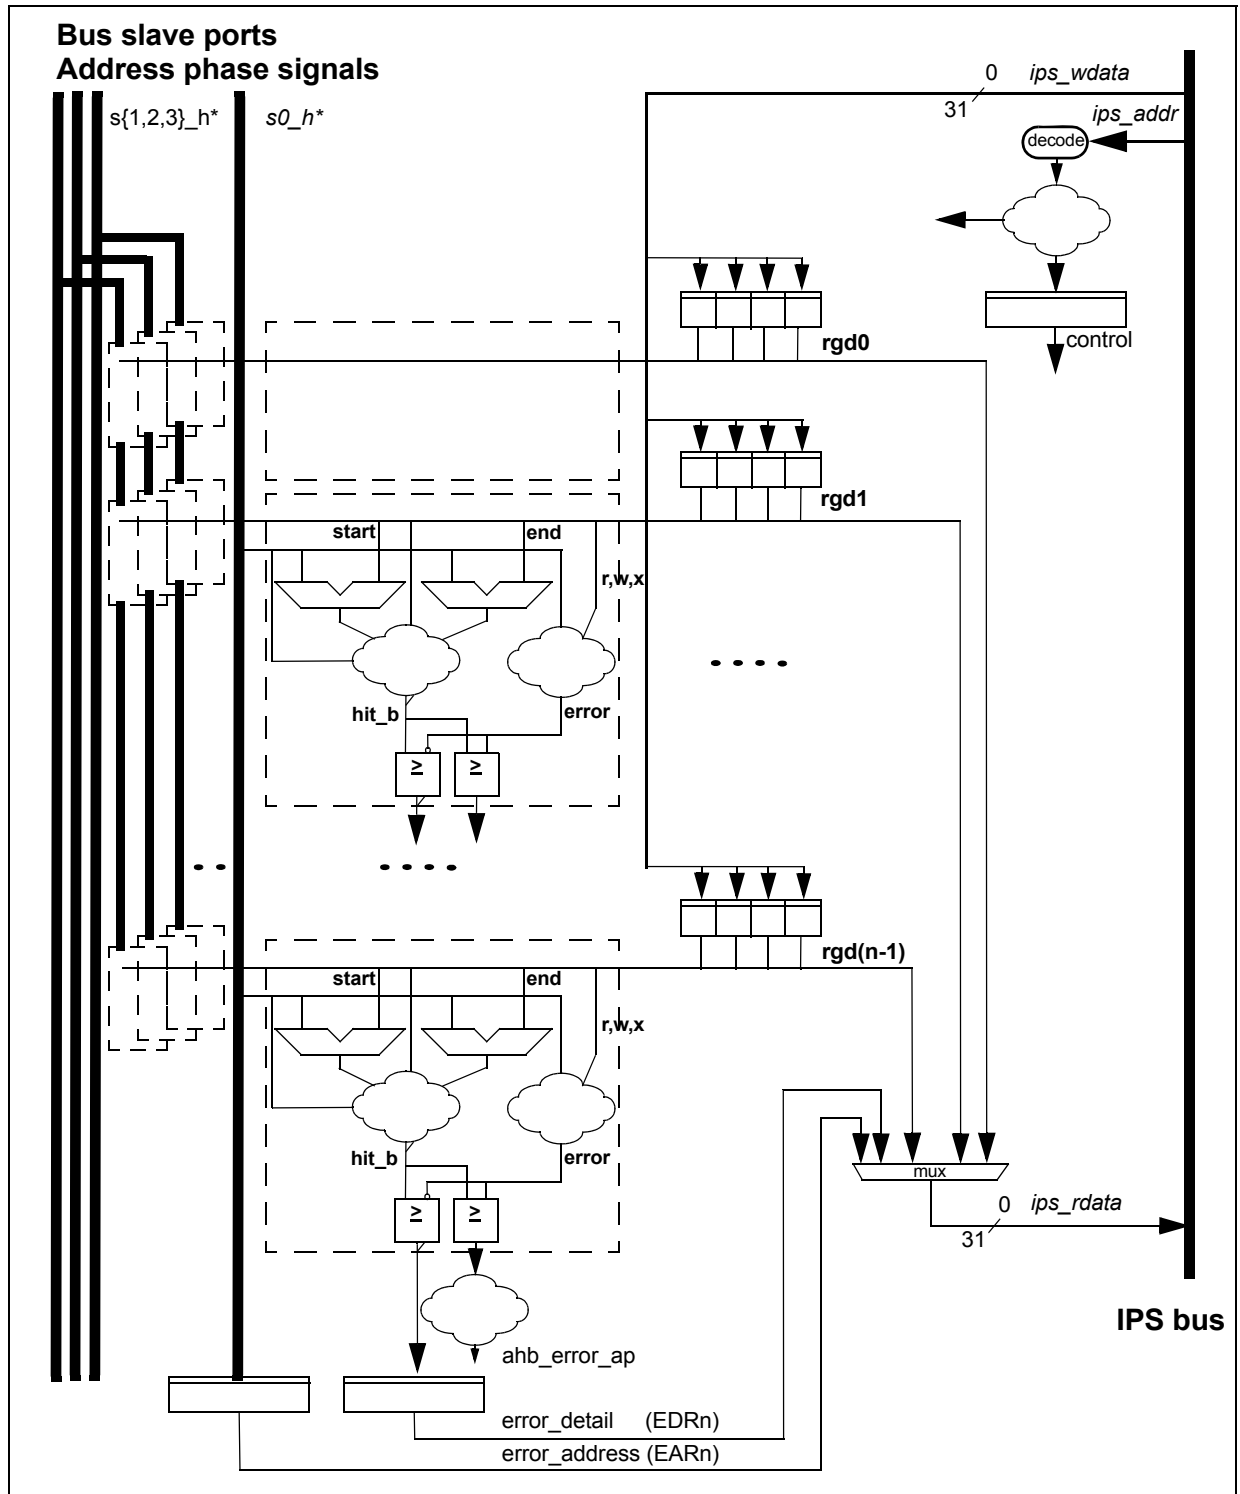 Bus slave ports
Address phase signals
s{1,2,3}_h*
s0_h*
0
ips_wdata
31
ips_addr
decode
control
rgd0
rgd1
start
end
r,w,x
hit_b
error
≥
≥
rgd(n-1)
start
end
r,w,x
hit_b
error
≥
≥
mux
0
ips_rdata
31
IPS bus
ahb_error_ap
error_detail (EDRn)
error_address (EARn)